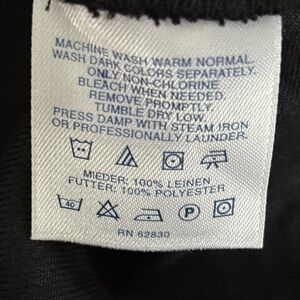 MACHINE WASH WARM NORMAL.
WASH DARK COLORS SEPARATELY.
ONLY NON-CHLORINE
BLEACH WHEN NEEDED.
REMOVE PROMPTLY.
TUMBLE DRY LOW.
PRESS DAMP WITH STEAM IRON
OR PROFESSIONALLY LAUNDER.
MIEDER: 100% LEINEN
FUTTER: 100% POLYESTER
40 P
RN 62830